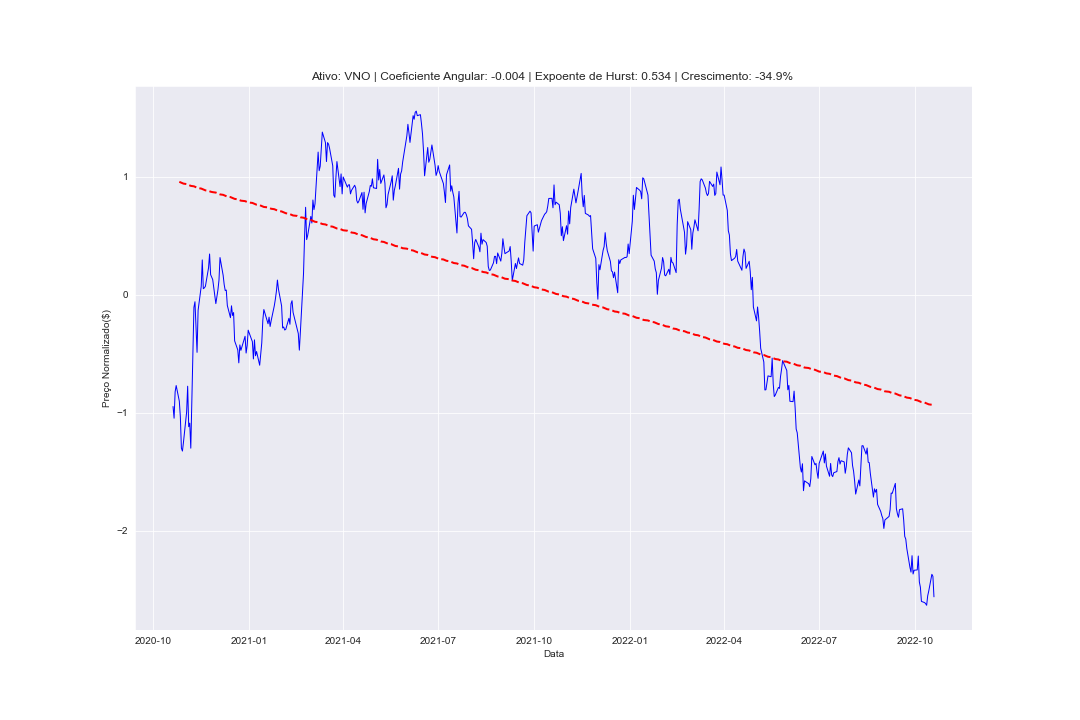 Ativo: VNO | Coeficiente Angular: -0.004 | Expoente de Hurst: 0.534 | Crescimento: -34.9%
Preço Normalizado($)
1
0
−1
−2
2020-10 2021-01 2021-04 2021-07 2021-10 2022-01 2022-04 2022-07 2022-10
Data